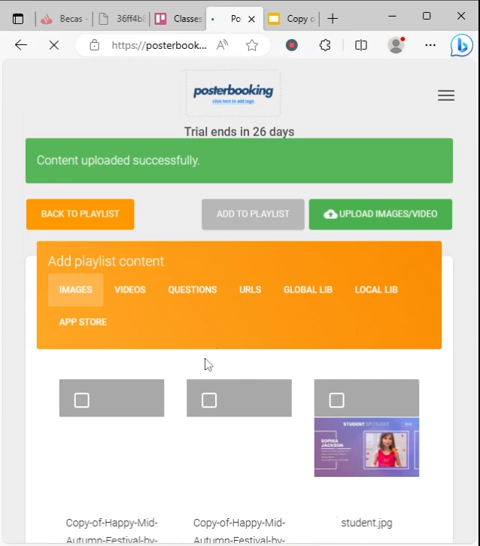 Becas -
36ff4b
Classes
Po
Copy o
https://posterbook...
posterbooking
click here to add logo
Trial ends in 26 days
Content uploaded successfully.
BACK TO PLAYLIST
ADD TO PLAYLIST
UPLOAD IMAGES/VIDEO
Add playlist content
IMAGES
VIDEOS
QUESTIONS
URLS
GLOBAL LIB
LOCAL LIB
APP STORE
STUDENT SPOTLIGHT
SOPHIA
JACKSON
Copy-of-Happy-Mid-
Autumn-Festival-by-
Copy-of-Happy-Mid-
Autumn-Festival-by-
student.jpg